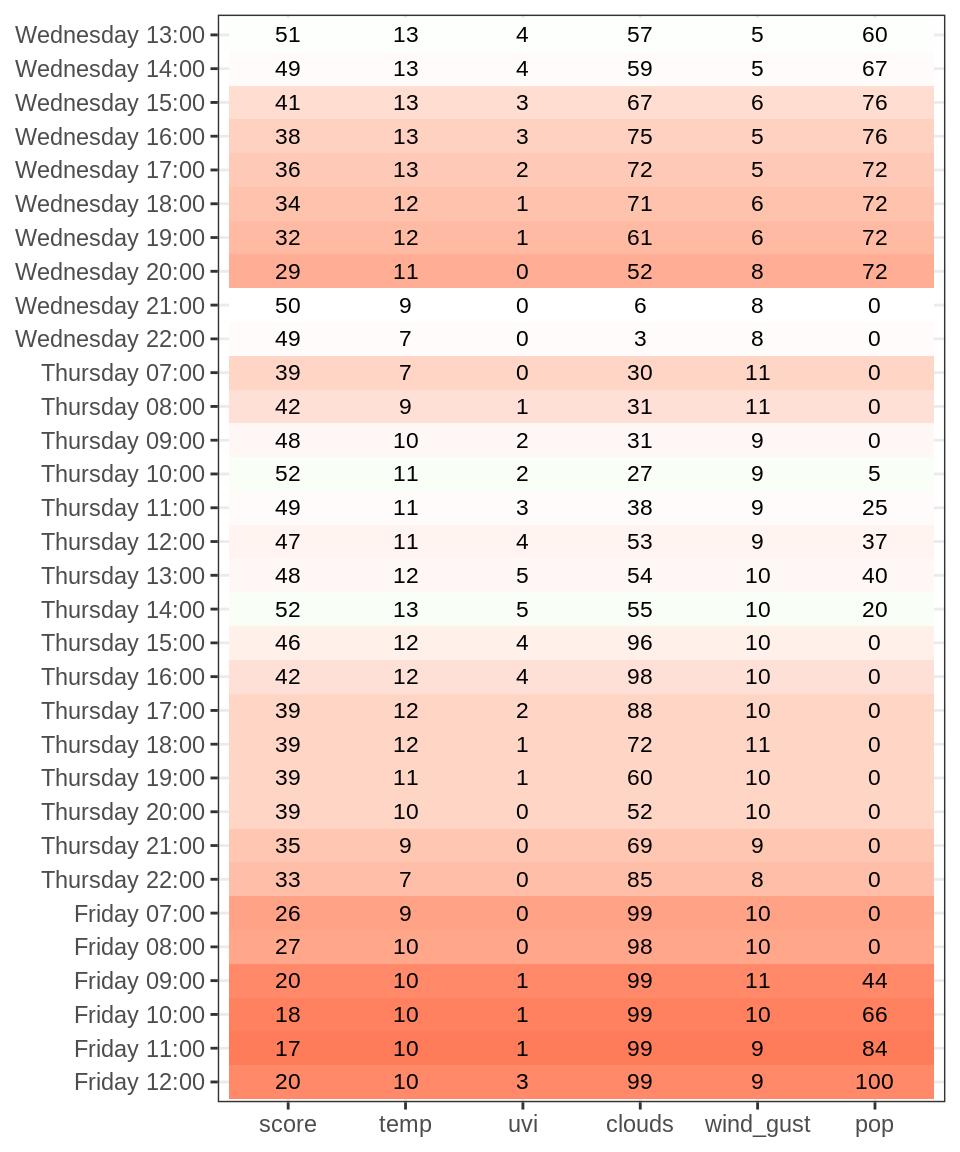 Wednesday 13:00 51 13 4 57 5 60
Wednesday 14:00 49 13 4 59 5 67
Wednesday 15:00 41 13 3 67 6 76
Wednesday 16:00 38 13 3 75 5 76
Wednesday 17:00 36 13 2 72 5 72
Wednesday 18:00 34 12 1 71 6 72
Wednesday 19:00 32 12 1 61 6 72
Wednesday 20:00 29 11 0 52 8 72
Wednesday 21:00 50 9 0 6 8 0
Wednesday 22:00 49 7 0 3 8 0
Thursday 07:00 39 7 0 30 11 0
Thursday 08:00 42 9 1 31 11 0
Thursday 09:00 48 10 2 31 9 0
Thursday 10:00 52 11 2 27 9 5
Thursday 11:00 49 11 3 38 9 25
Thursday 12:00 47 11 4 53 9 37
Thursday 13:00 48 12 5 54 10 40
Thursday 14:00 52 13 5 55 10 20
Thursday 15:00 46 12 4 96 10 0
Thursday 16:00 42 12 4 98 10 0
Thursday 17:00 39 12 2 88 10 0
Thursday 18:00 39 12 1 72 11 0
Thursday 19:00 39 11 1 60 10 0
Thursday 20:00 39 10 0 52 10 0
Thursday 21:00 35 9 0 69 9 0
Thursday 22:00 33 7 0 85 8 0
Friday 07:00 26 9 0 99 10 0
Friday 08:00 27 10 0 98 10 0
Friday 09:00 20 10 1 99 11 44
Friday 10:00 18 10 1 99 10 66
Friday 11:00 17 10 1 99 9 84
Friday 12:00 20 10 3 99 9 100
score temp uvi clouds wind_gust pop